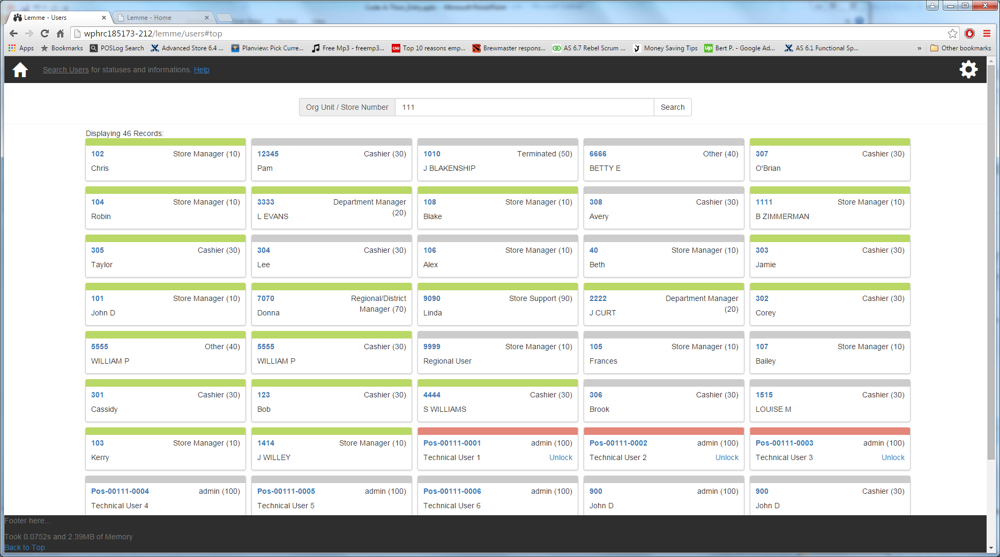 Code-A-Thon_Entry.pptx - Microsoft PowerPoint
Lemme - Users
Lemme - Home
wphrc185173-212/lemme/users#top
Apps Bookmarks POSLog Search Advanced Store 6.4 ... Planview: Pick Curre... Free Mp3 - freemp3... Top 10 reasons emp... Brewmaster respons... AS 6.7 Rebel Scrum ... Money Saving Tips Bert P. - Google Ad... AS 6.1 Functional Sp... » Other bookmarks
Search Users for statuses and informations. Help
Org Unit / Store Number 111 Search
Displaying 46 Records:
102 Store Manager (10)
Chris
12345 Cashier (30)
Pam
1010 Terminated (50)
J BLAKENSHIP
6666 Other (40)
BETTY E
307 Cashier (30)
O'Brian
104 Store Manager (10)
Robin
3333 Department Manager
(20)
L EVANS
108 Store Manager (10)
Blake
308 Cashier (30)
Avery
1111 Store Manager (10)
B ZIMMERMAN
305 Cashier (30)
Taylor
304 Cashier (30)
Lee
106 Store Manager (10)
Alex
40 Store Manager (10)
Beth
303 Cashier (30)
Jamie
101 Store Manager (10)
John D
7070 Regional/District
Manager (70)
Donna
9090 Store Support (90)
Linda
2222 Department Manager
(20)
J CURT
302 Cashier (30)
Corey
5555 Other (40)
WILLIAM P
5555 Cashier (30)
WILLIAM P
9999 Store Manager (10)
Regional User
105 Store Manager (10)
Frances
107 Store Manager (10)
Bailey
301 Cashier (30)
Cassidy
123 Cashier (30)
Bob
4444 Cashier (30)
S WILLIAMS
306 Cashier (30)
Brook
1515 Cashier (30)
LOUISE M
103 Store Manager (10)
Kerry
1414 Store Manager (10)
J WILLEY
Pos-00111-0001 admin (100)
Technical User 1 Unlock
Pos-00111-0002 admin (100)
Technical User 2 Unlock
Pos-00111-0003 admin (100)
Technical User 3 Unlock
Pos-00111-0004 admin (100)
Technical User 4
Pos-00111-0005 admin (100)
Technical User 5
Pos-00111-0006 admin (100)
Technical User 6
900 admin (100)
John D
900 Cashier (30)
John D
Footer here...
Took 0.0752s and 2.39MB of Memory
Back to Top